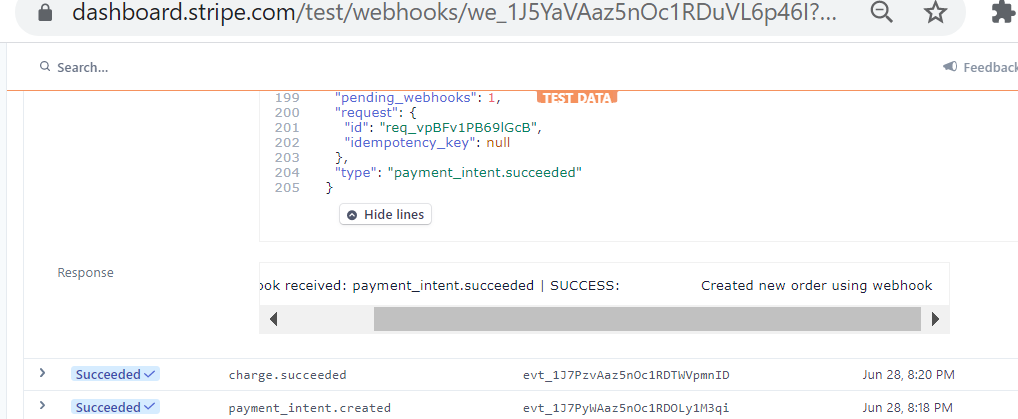 dashboard.stripe.com/test/webhooks/we_1J5YaVAaz5nOc1RDuVL6p46I?...
Search...
Feedback
199 "pending_webhooks": 1,
TEST DATA
200 "request": {
201 "id": "req_vpBFv1PB69lGcB",
202 "idempotency_key": null
203 },
204 "type": "payment_intent.succeeded"
205 }
Hide lines
Response
ook received: payment_intent.succeeded | SUCCESS: Created new order using webhook
Succeeded charge.succeeded evt_1J7PzvAaz5nOc1RDTWVpmnID Jun 28, 8:20 PM
Succeeded payment_intent.created evt_1J7PyWAaz5nOc1RDOLy1M3qi Jun 28, 8:18 PM